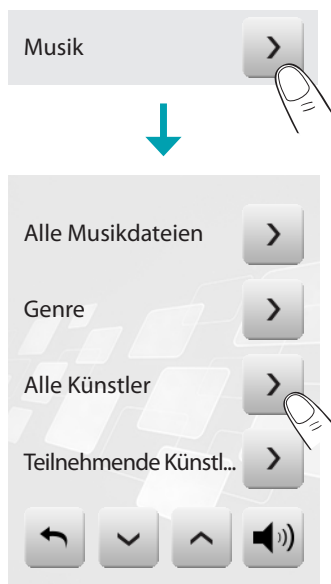 Musik
Alle Musikdateien
Genre
Alle Künstler
Teilnehmende Künstl...